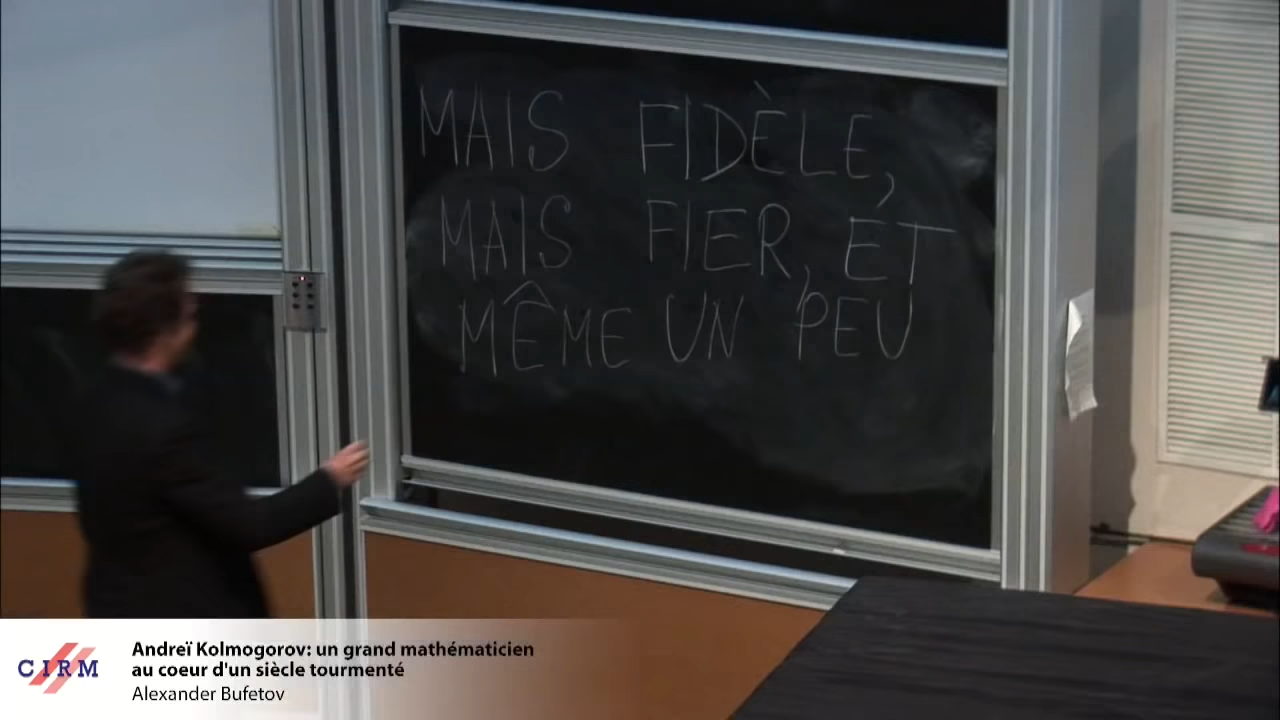 MAIS FIDÈLE,
MAIS FIER, ET
MÊME UN PEU
CIRM
Andreï Kolmogorov: un grand mathématicien
au coeur d'un siècle tourmenté
Alexander Bufetov